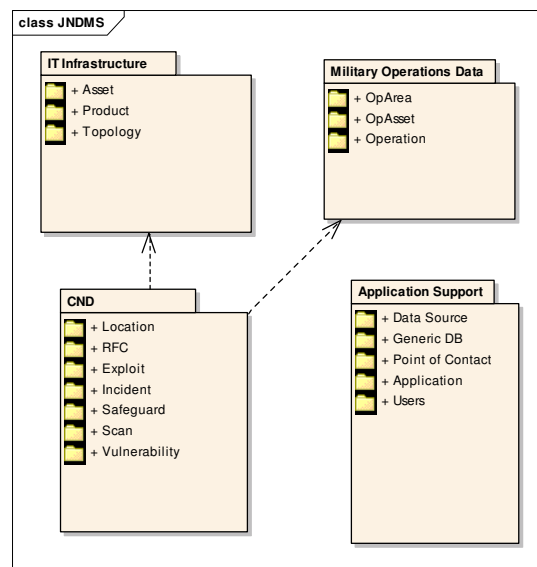 class JNDMS
IT Infrastructure
+ Asset
+ Product
+ Topology
Military Operations Data
+ OpArea
+ OpAsset
+ Operation
CND
+ Location
+ RFC
+ Exploit
+ Incident
+ Safeguard
+ Scan
+ Vulnerability
Application Support
+ Data Source
+ Generic DB
+ Point of Contact
+ Application
+ Users